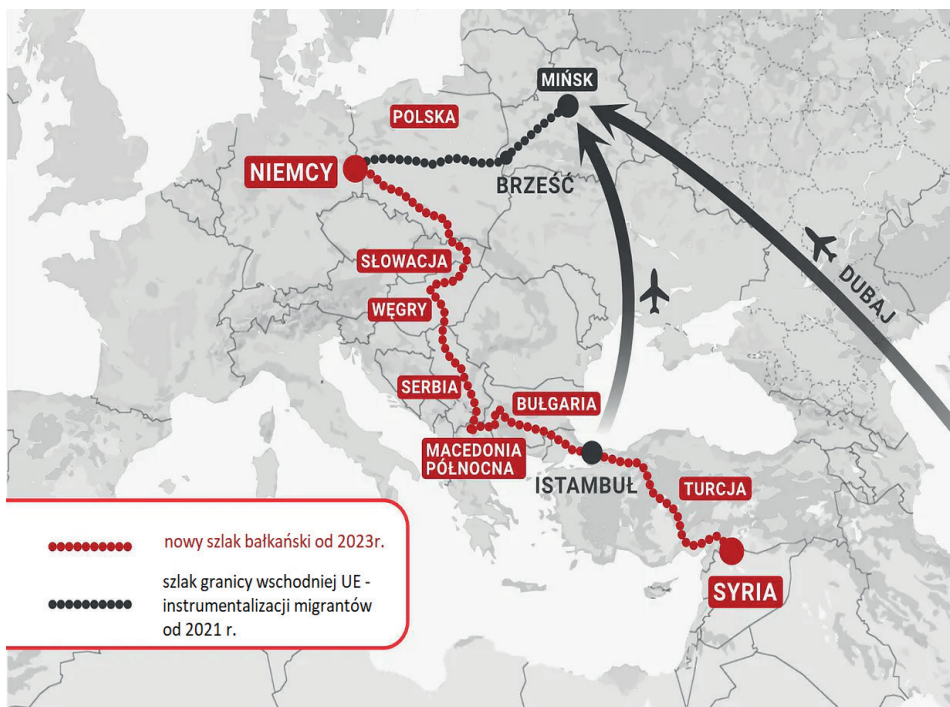 MIŃSK
POLSKA
NIEMCY
BRZEŚĆ
SŁOWACJA
DUBAJ
WĘGRY
SERBIA
BUŁGARIA
MACEDONIA
PÓŁNOCNA
ISTAMBUŁ
TURCJA
SYRIA
nowy szlak bałkański od 2023r.
szlak granicy wschodniej UE -
instrumentalizacji migrantów
od 2021 r.